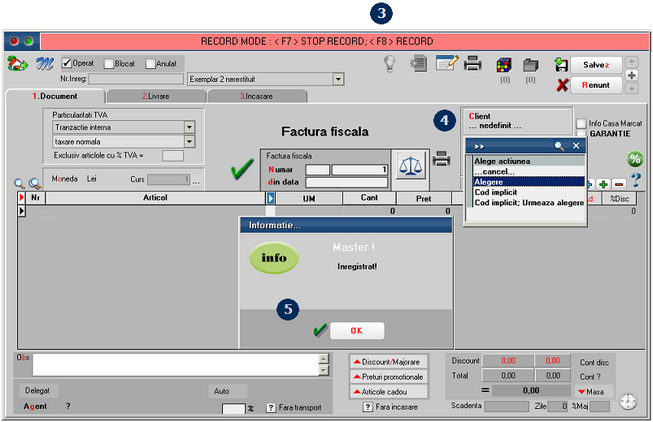 3
RECORD MODE : < F7 > STOP RECORD; < F8 > RECORD
Operat Blocat Anulat
(0) (0)
Salvez
Nr.Inreg: Exemplar 2 nerestituit
Renunt
1.Document 2.Livrare 3.Incasare
Particularitati TVA
Tranzactie interna
taxare normala
Exclusiv articlole cu % TVA =
Factura fiscala
4
Client
... nedefinit ...
Info Casa Marcat
GARANTIE
Factura fiscala
Numar 1
din data
>>
Alege actiunea
...cancel...
Alegere
Cod implicit
Cod implicit; Urmeaza alegere
%
?
Moneda Lei Curs 1 ...
Nr Articol UM Cant Pret %Disc
0 0 0
Informatie...
info
Master !
Inregistrat!
5
OK
Obs
Discount/Majorare
Preturi promotionale
Articole cadou
? Fara incasare
Discount 0,00 0,00 Cont disc
Total 0,00 0,00 Cont ?
= 0,00 Masa
Scadenta Zile 0 %Maj
Delegat Auto
Agent ? % ? Fara transport